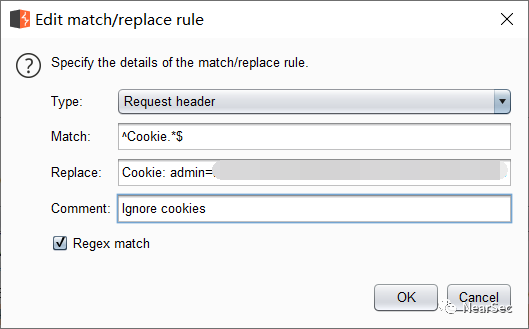 Edit match/replace rule
Specify the details of the match/replace rule.
Type: Request header
Match: ^Cookie.*$
Replace: Cookie: admin=
Comment: Ignore cookies
Regex match
OK Cancel
NearSec